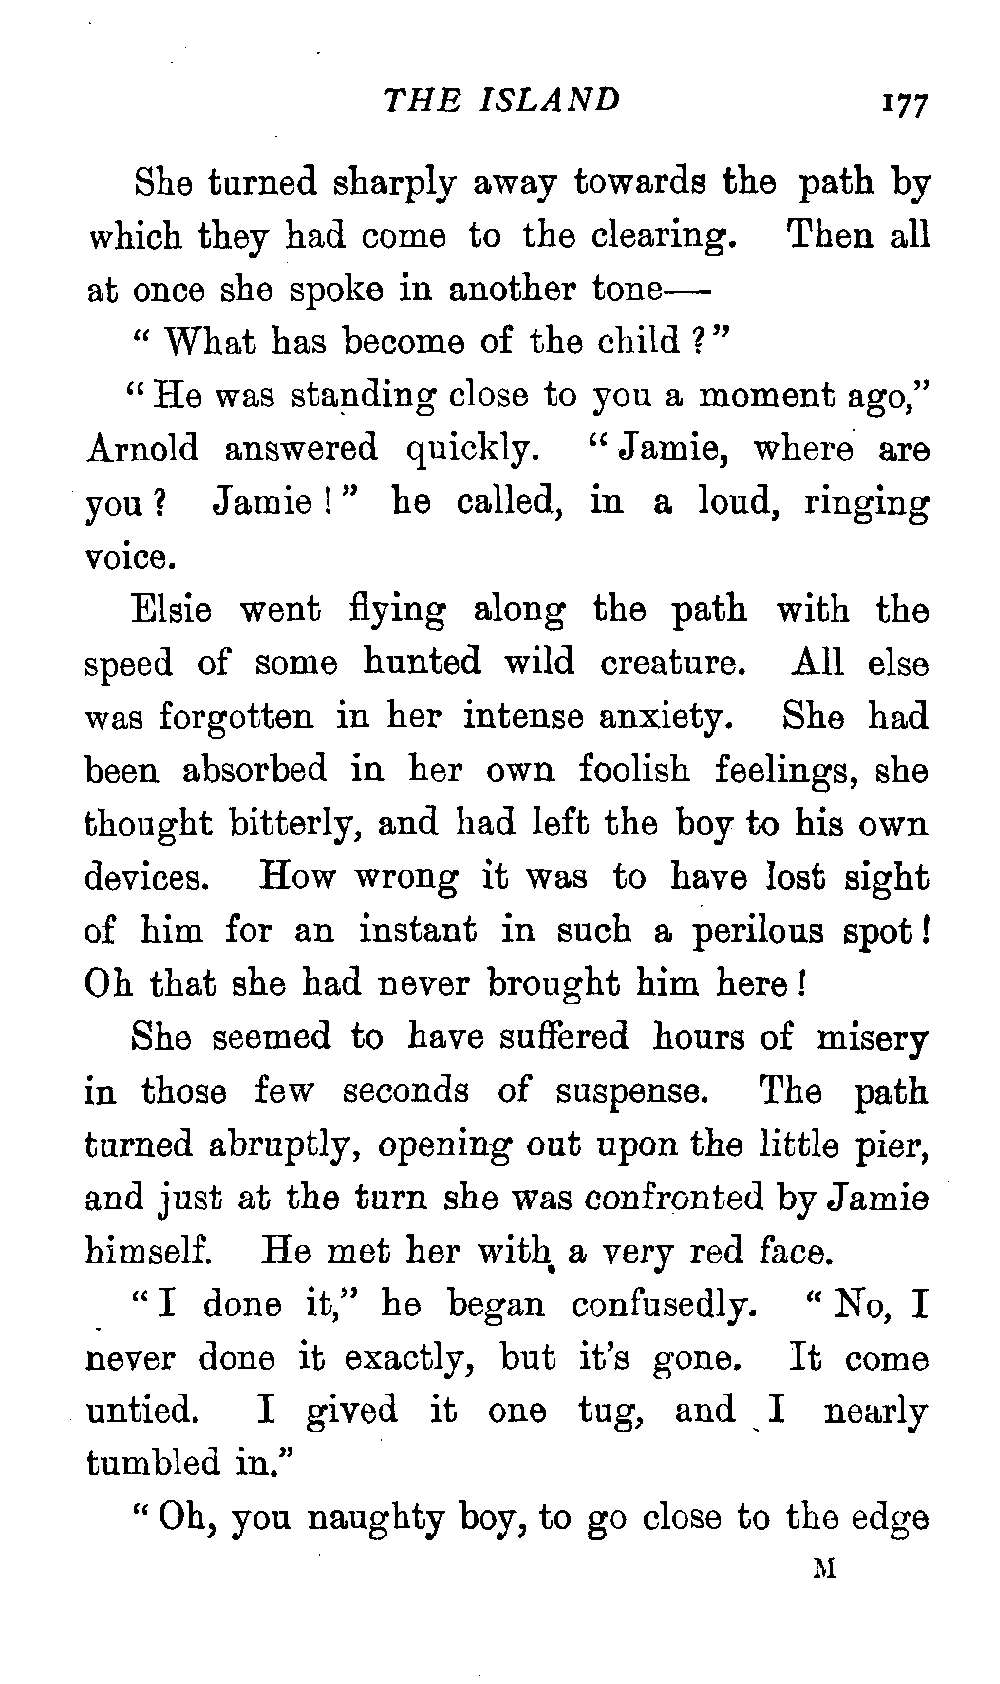 THE ISLAND 177
She turned sharply away towards the path by
which they had come to the clearing. Then all
at once she spoke in another tone—
“ What has become of the child ?”
“ He was standing close to you a moment ago,”
Arnold answered quickly. “ Jamie, where are
you ? Jamie ! ” he called, in a loud, ringing
voice.
Elsie went flying along the path with the
speed of some hunted wild creature. All else
was forgotten in her intense anxiety. She had
been absorbed in her own foolish feelings, she
thought bitterly, and had left the boy to his own
devices. How wrong it was to have lost sight
of him for an instant in such a perilous spot !
Oh that she had never brought him here !
She seemed to have suffered hours of misery
in those few seconds of suspense. The path
turned abruptly, opening out upon the little pier,
and just at the turn she was confronted by Jamie
himself. He met her with a very red face.
“ I done it,” he began confusedly. “ No, I
never done it exactly, but it’s gone. It come
untied. I gived it one tug, and I nearly
tumbled in.”
“ Oh, you naughty boy, to go close to the edge
M